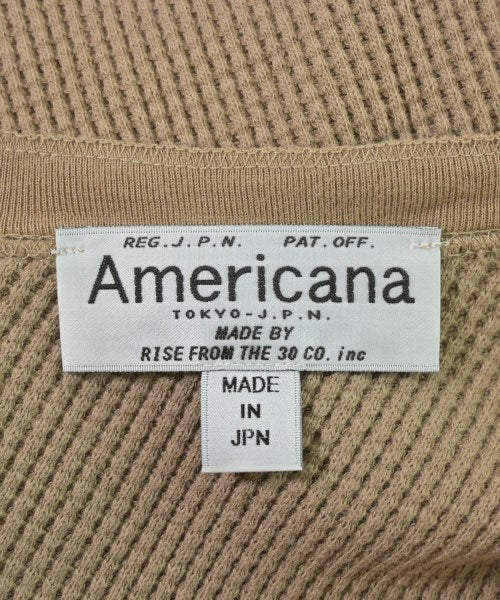 REG.J.P.N. PAT.OFF.
Americana
TOKYO-J.P.N.
MADE BY
RISE FROM THE 30 CO. inc
MADE
IN
JPN